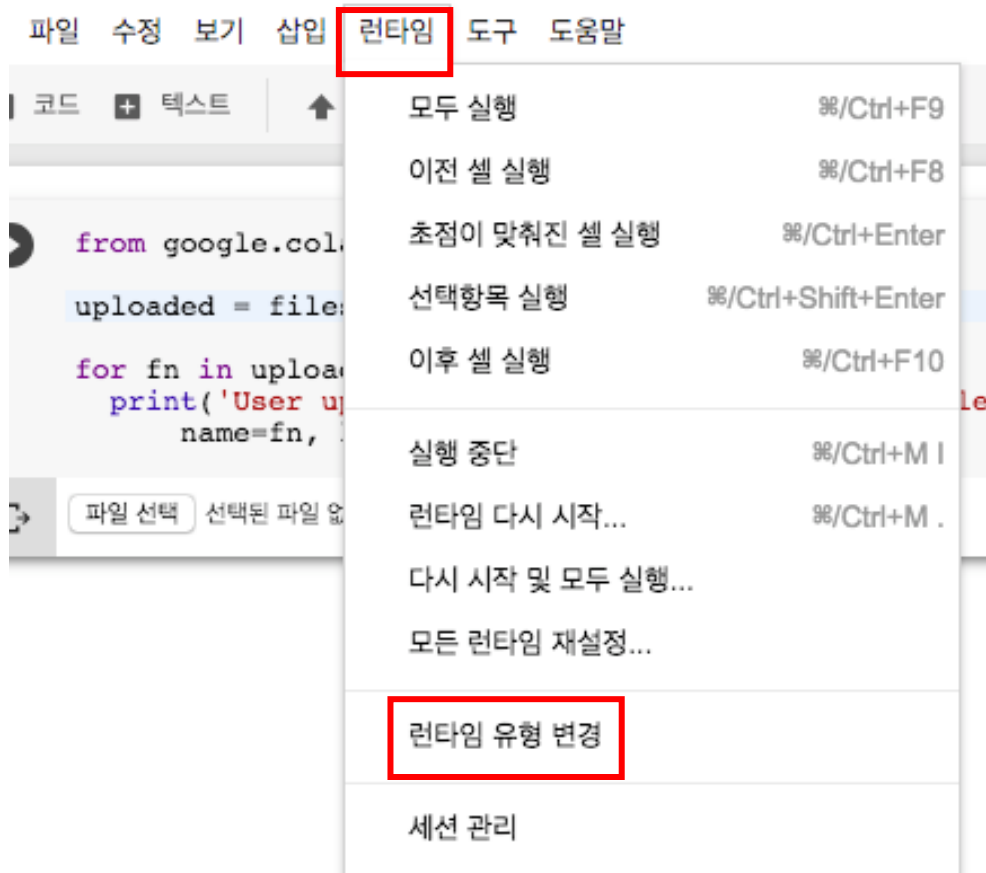 파일 수정 보기 삽입 런타임 도구 도움말
코드 텍스트
모두 실행 ⌘/Ctrl+F9
이전 셀 실행 ⌘/Ctrl+F8
from google.col
초점이 맞춰진 셀 실행 ⌘/Ctrl+Enter
uploaded = file
선택항목 실행 ⌘/Ctrl+Shift+Enter
for fn in uploa
이후 셀 실행 ⌘/Ctrl+F10
print('User u
le
name=fn,
실행 중단 ⌘/Ctrl+M I
파일 선택 선택된 파일 없
런타임 다시 시작... ⌘/Ctrl+M .
다시 시작 및 모두 실행...
모든 런타임 재설정...
런타임 유형 변경
세션 관리